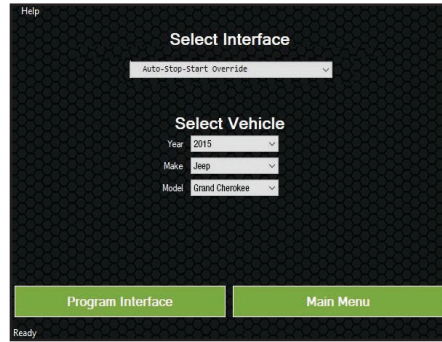 Help
Select Interface
Auto-Stop-Start Override
Select Vehicle
Year 2015
Make Jeep
Model Grand Cherokee
Program Interface Main Menu
Ready